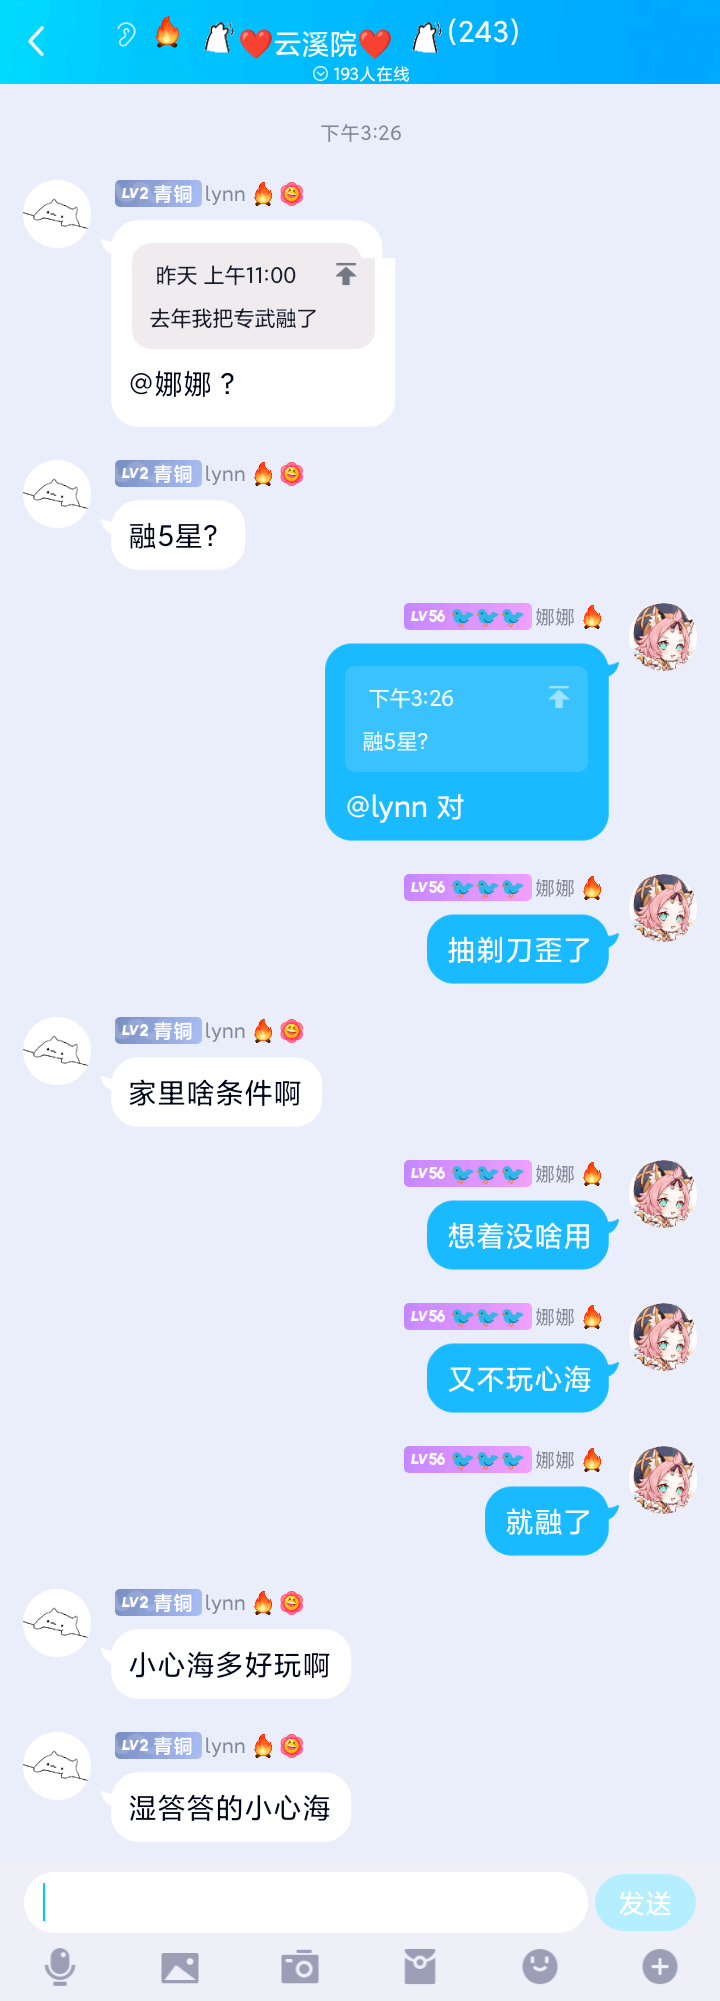 云溪院 (243)
193人在线
下午3:26
LV2 青铜 lynn
昨天 上午11:00
去年我把专武融了
@娜娜 ?
LV2 青铜 lynn
融5星?
LV56 娜娜
下午3:26
融5星?
@lynn 对
LV56 娜娜
抽剃刀歪了
LV2 青铜 lynn
家里啥条件啊
LV56 娜娜
想着没啥用
LV56 娜娜
又不玩心海
LV56 娜娜
就融了
LV2 青铜 lynn
小心海多好玩啊
LV2 青铜 lynn
湿答答的小心海
发送